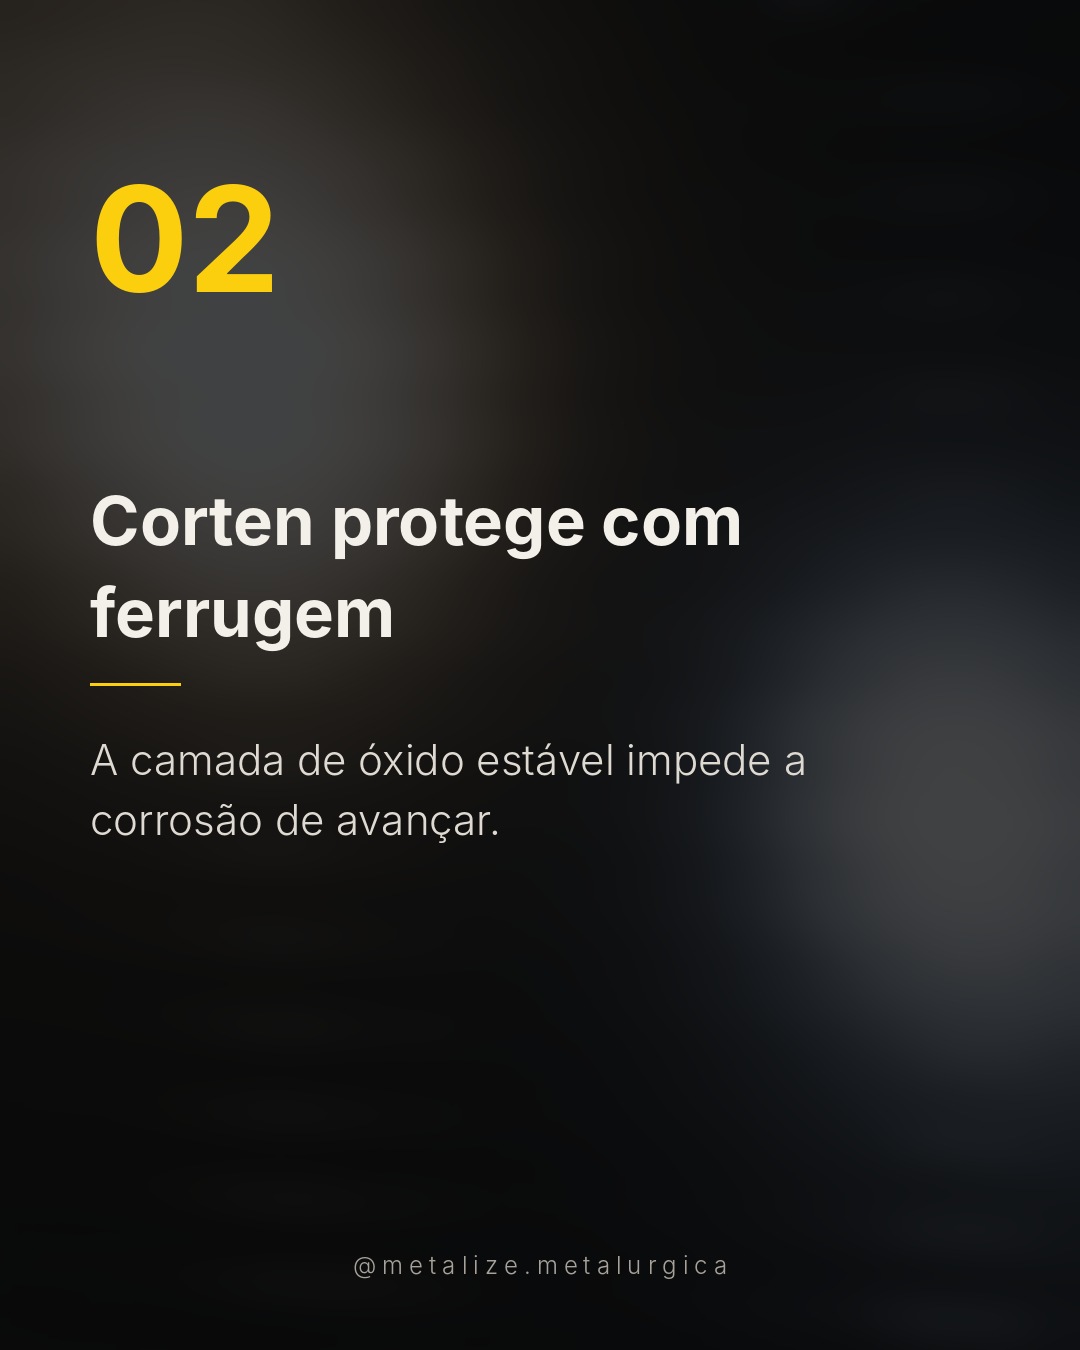 02
Corten protege com
ferrugem
A camada de óxido estável impede a
corrosão de avançar.
@metalize.metalurgica